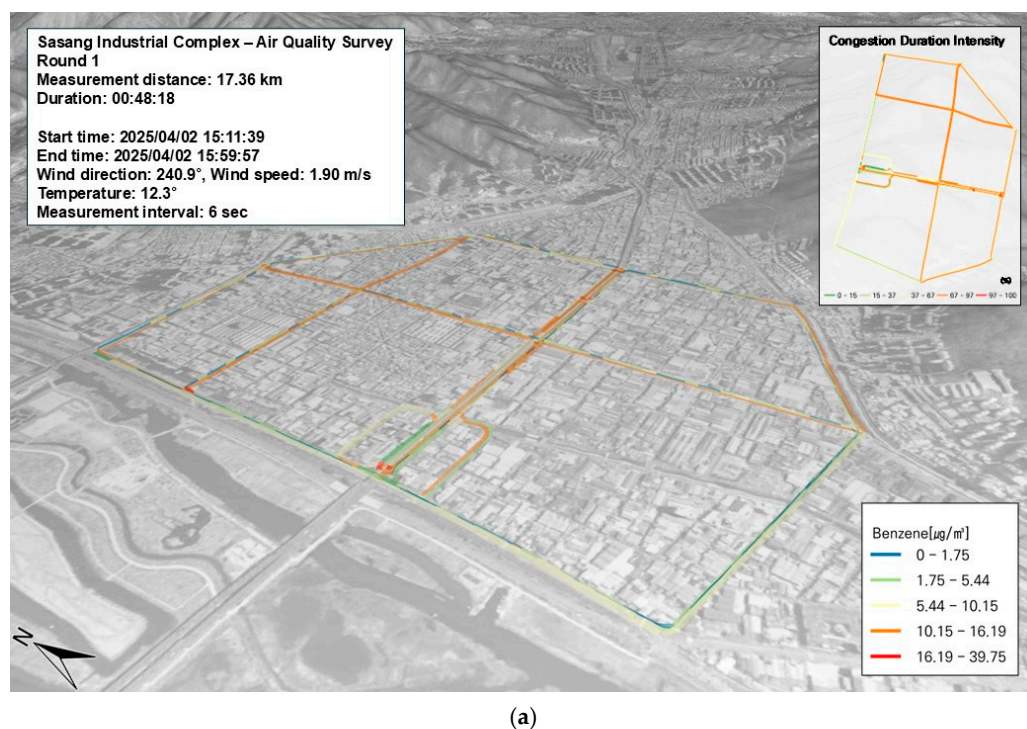 Sasang Industrial Complex – Air Quality Survey
Round 1
Measurement distance: 17.36 km
Duration: 00:48:18
Start time: 2025/04/02 15:11:39
End time: 2025/04/02 15:59:57
Wind direction: 240.9°, Wind speed: 1.90 m/s
Temperature: 12.3°
Measurement interval: 6 sec
Congestion Duration Intensity
0 – 15 15 – 37 37 – 67 67 – 97 97 – 100
Benzene[㎍/㎥]
0 – 1.75
1.75 – 5.44
5.44 – 10.15
10.15 – 16.19
16.19 – 39.75
N
(a)